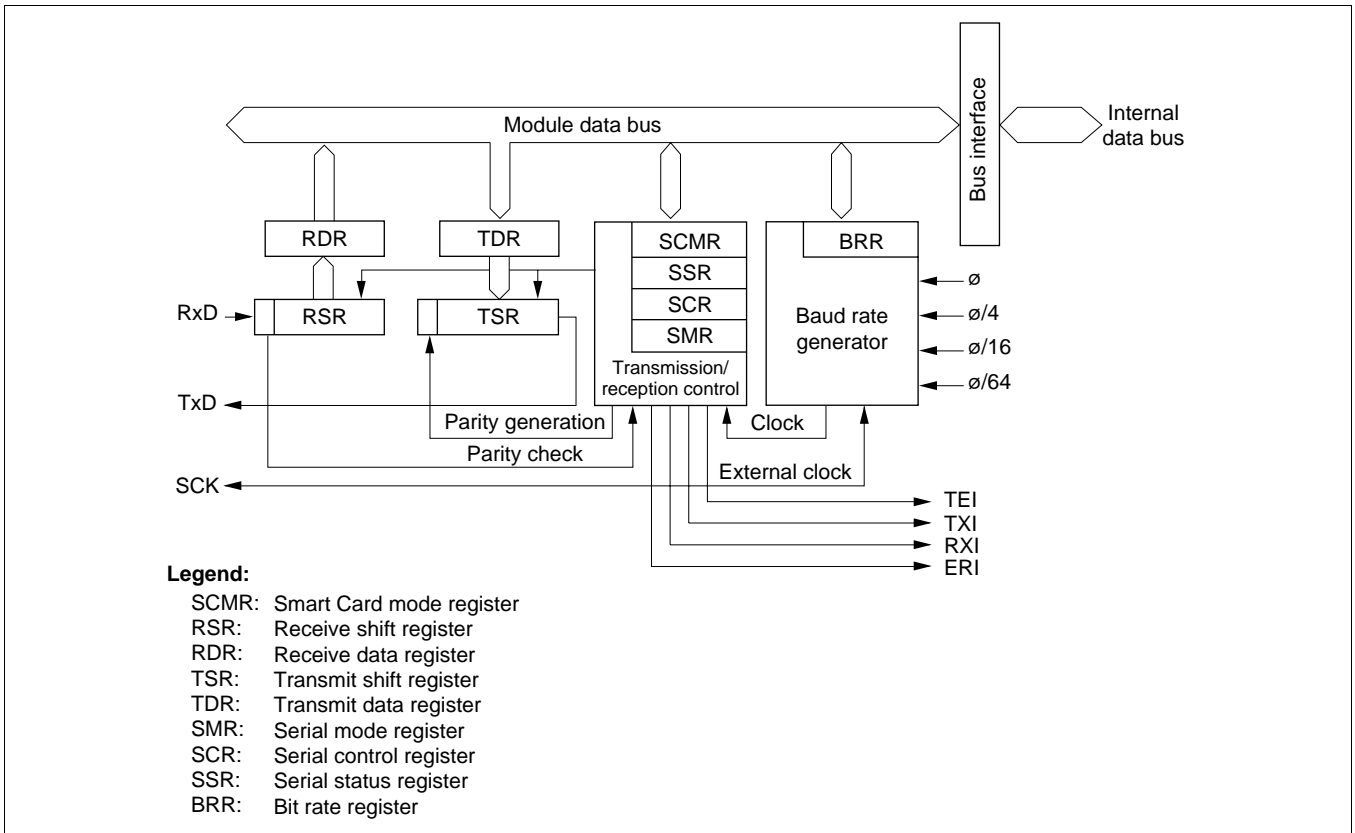 Module data bus
Bus interface
Internal
data bus
RDR
TDR
SCMR
SSR
SCR
SMR
Transmission/
reception control
BRR
Baud rate
generator
ø
ø/4
ø/16
ø/64
RxD
RSR
TSR
TxD
Parity generation
Parity check
Clock
External clock
SCK
TEI
TXI
RXI
ERI
Legend:
SCMR: Smart Card mode register
RSR: Receive shift register
RDR: Receive data register
TSR: Transmit shift register
TDR: Transmit data register
SMR: Serial mode register
SCR: Serial control register
SSR: Serial status register
BRR: Bit rate register